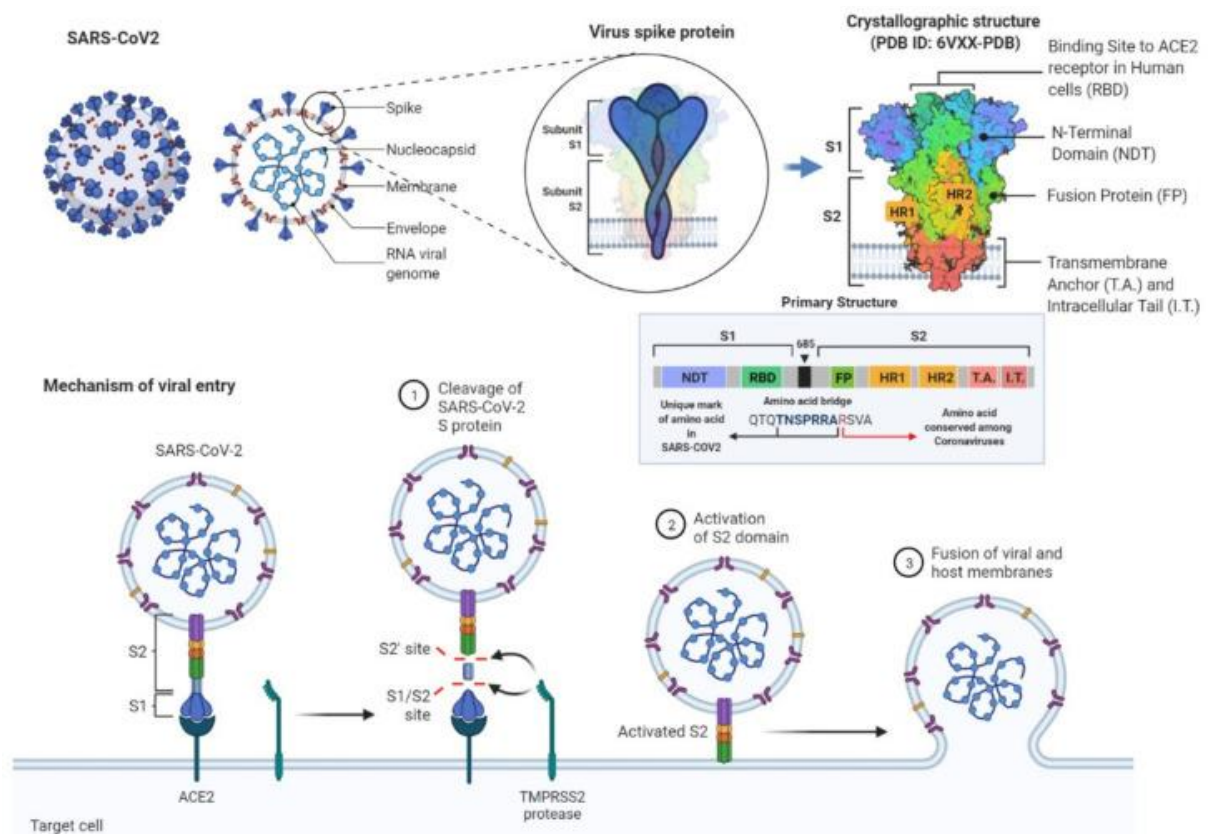 SARS-CoV2
Spike
Nucleocapsid
Membrane
Envelope
RNA viral
genome
Virus spike protein
Subunit
S1
Subunit
S2
Crystallographic structure
(PDB ID: 6VXX-PDB)
S1
S2
HR1
HR2
Binding Site to ACE2
receptor in Human
cells (RBD)
N-Terminal
Domain (NDT)
Fusion Protein (FP)
Transmembrane
Anchor (T.A.) and
Intracellular Tail (I.T.)
Primary Structure
S1 685 S2
NDT RBD FP HR1 HR2 T.A. I.T.
Unique mark
of amino acid
in
SARS-COV2
Amino acid bridge
QTQTNSPRRARSVA
Amino acid
conserved among
Coronaviruses
Mechanism of viral entry
SARS-CoV-2
S2
S1
ACE2
1 Cleavage of
SARS-CoV-2
S protein
S2' site
S1/S2
site
TMPRSS2
protease
2 Activation
of S2 domain
Activated S2
3 Fusion of viral and
host membranes
Target cell